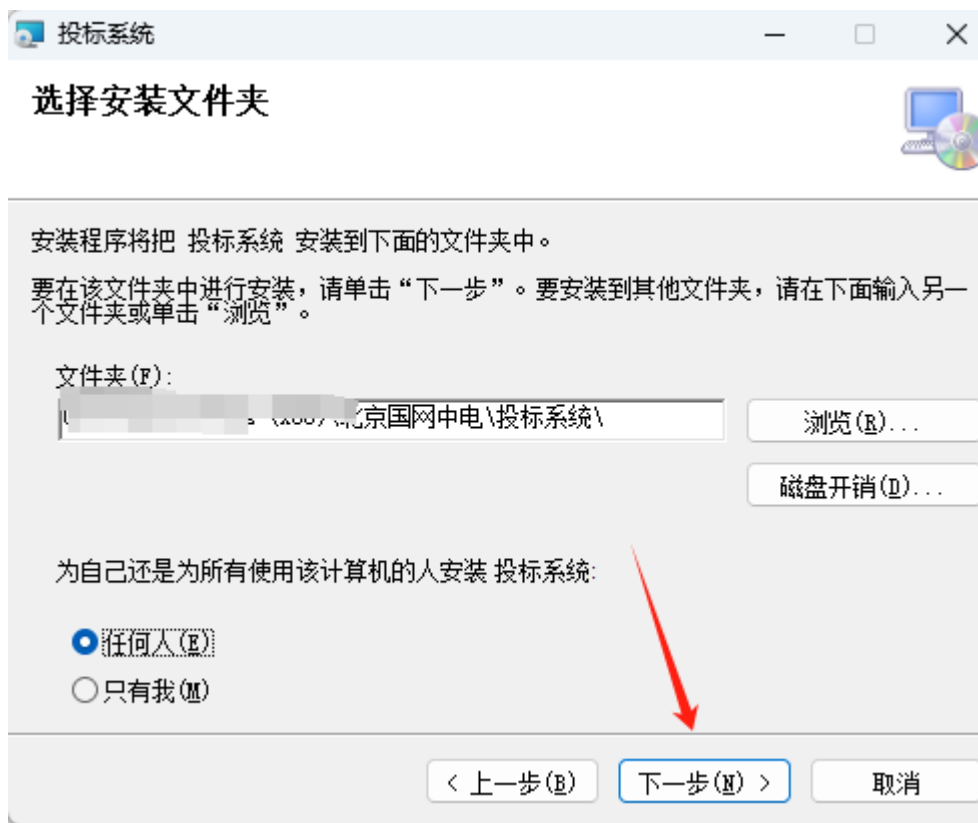 投标系统
选择安装文件夹
安装程序将把 投标系统 安装到下面的文件夹中。
要在该文件夹中进行安装，请单击“下一步”。要安装到其他文件夹，请在下面输入另一
个文件夹或单击“浏览”。
文件夹(F):
北京国网中电\投标系统\
浏览(R)...
磁盘开销(D)...
为自己还是为所有使用该计算机的人安装 投标系统:
任何人(E)
只有我(M)
< 上一步(B)
下一步(N) >
取消